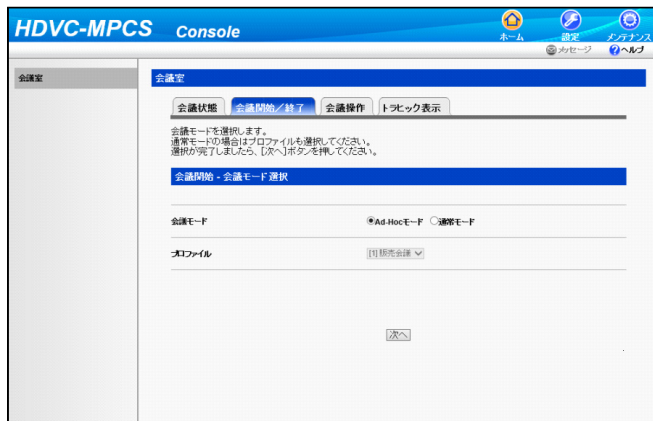 HDVC-MPCS Console
ホーム 設定 メンテナンス
メッセージ ヘルプ
会議室
会議室
会議状態 会議開始／終了 会議操作 トラヒック表示
会議モードを選択します。
通常モードの場合はプロファイルも選択してください。
選択が完了しましたら、[次へ]ボタンを押してください。
会議開始 - 会議モード選択
会議モード Ad-Hocモード 通常モード
プロファイル [1] 販売会議
次へ